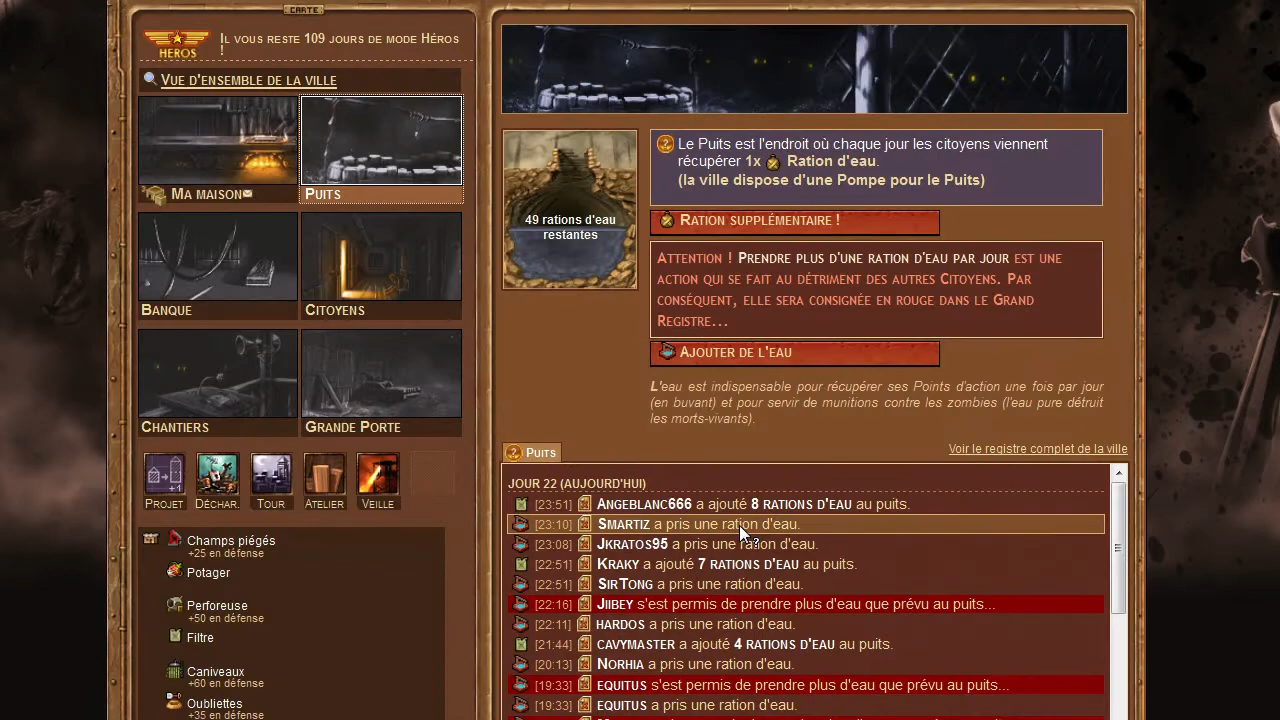 CARTE
HEROS
Il vous reste 109 jours de mode Héros
!
Vue d'ensemble de la ville
Ma maison
Puits
Banque
Citoyens
Chantiers
Grande Porte
Projet
Déchar.
Tour
Atelier
Veille
Champs piégés
+25 en défense
Potager
Perforeuse
+50 en défense
Filtre
Caniveaux
+60 en défense
Oubliettes
+35 en défense
49 rations d'eau
restantes
Le Puits est l'endroit où chaque jour les citoyens viennent
récupérer 1x Ration d'eau.
(la ville dispose d'une Pompe pour le Puits)
Ration supplémentaire !
Attention ! Prendre plus d'une ration d'eau par jour est une
action qui se fait au détriment des autres Citoyens. Par
conséquent, elle sera consignée en rouge dans le Grand
Registre...
Ajouter de l'eau
L'eau est indispensable pour récupérer ses Points d'action une fois par jour
(en buvant) et pour servir de munitions contre les zombies (l'eau pure détruit
les morts-vivants).
Puits
Voir le registre complet de la ville
JOUR 22 (AUJOURD'HUI)
[23:51] Angeblanc666 a ajouté 8 rations d'eau au puits.
[23:10] Smartiz a pris une ration d'eau.
[23:08] Jkratos95 a pris une ration d'eau.
[22:51] Kraky a ajouté 7 rations d'eau au puits.
[22:51] SirTong a pris une ration d'eau.
[22:16] Jiibey s'est permis de prendre plus d'eau que prévu au puits...
[22:11] hardos a pris une ration d'eau.
[21:44] cavymaster a ajouté 4 rations d'eau au puits.
[20:13] Norhia a pris une ration d'eau.
[19:33] equitus s'est permis de prendre plus d'eau que prévu au puits...
[19:33] equitus a pris une ration d'eau.